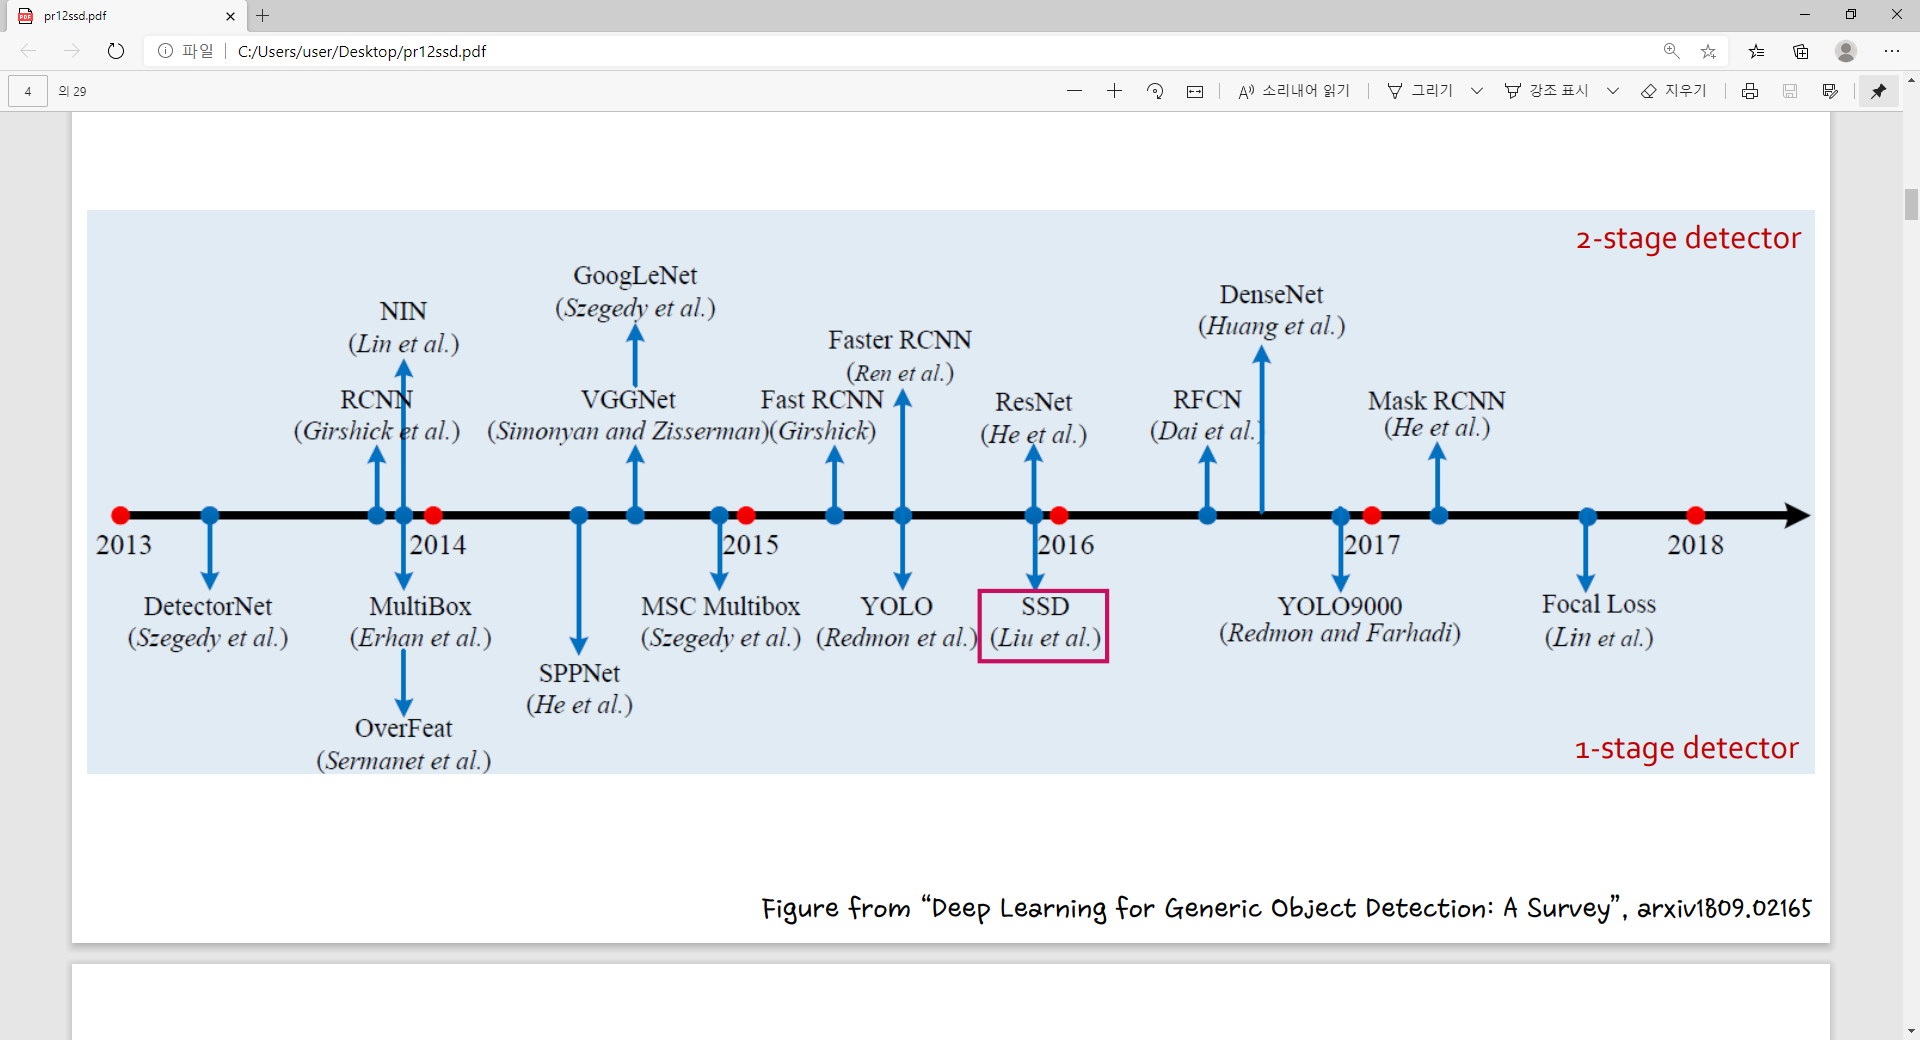 pr12ssd.pdf
파일 C:/Users/user/Desktop/pr12ssd.pdf
4 의 29
소리내어 읽기 그리기 강조 표시 지우기
2-stage detector
GoogLeNet
(Szegedy et al.)
NIN
(Lin et al.)
DenseNet
(Huang et al.)
Faster RCNN
(Ren et al.)
RCNN
(Girshick et al.)
VGGNet
(Simonyan and Zisserman)
Fast RCNN
(Girshick)
ResNet
(He et al.)
RFCN
(Dai et al.)
Mask RCNN
(He et al.)
2013 2014 2015 2016 2017 2018
DetectorNet
(Szegedy et al.)
MultiBox
(Erhan et al.)
MSC Multibox
(Szegedy et al.)
YOLO
(Redmon et al.)
SSD
(Liu et al.)
YOLO9000
(Redmon and Farhadi)
Focal Loss
(Lin et al.)
SPPNet
(He et al.)
OverFeat
(Sermanet et al.)
1-stage detector
Figure from “Deep Learning for Generic Object Detection: A Survey”, arxiv1809.02165